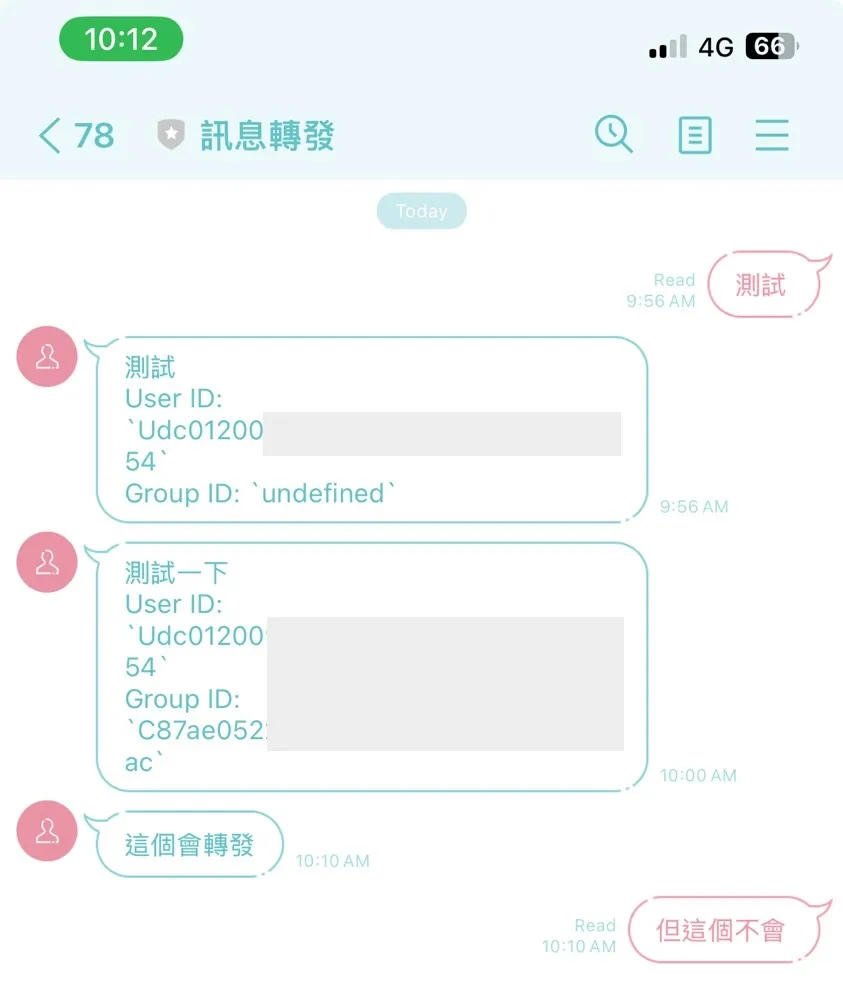 10:12
4G 66
78 訊息轉發
Today
測試
Read
9:56 AM
測試
User ID:
`Udc01200
54`
Group ID: `undefined`
9:56 AM
測試一下
User ID:
`Udc01200
54`
Group ID:
`C87ae052
ac`
10:00 AM
這個會轉發
10:10 AM
但這個不會
Read
10:10 AM